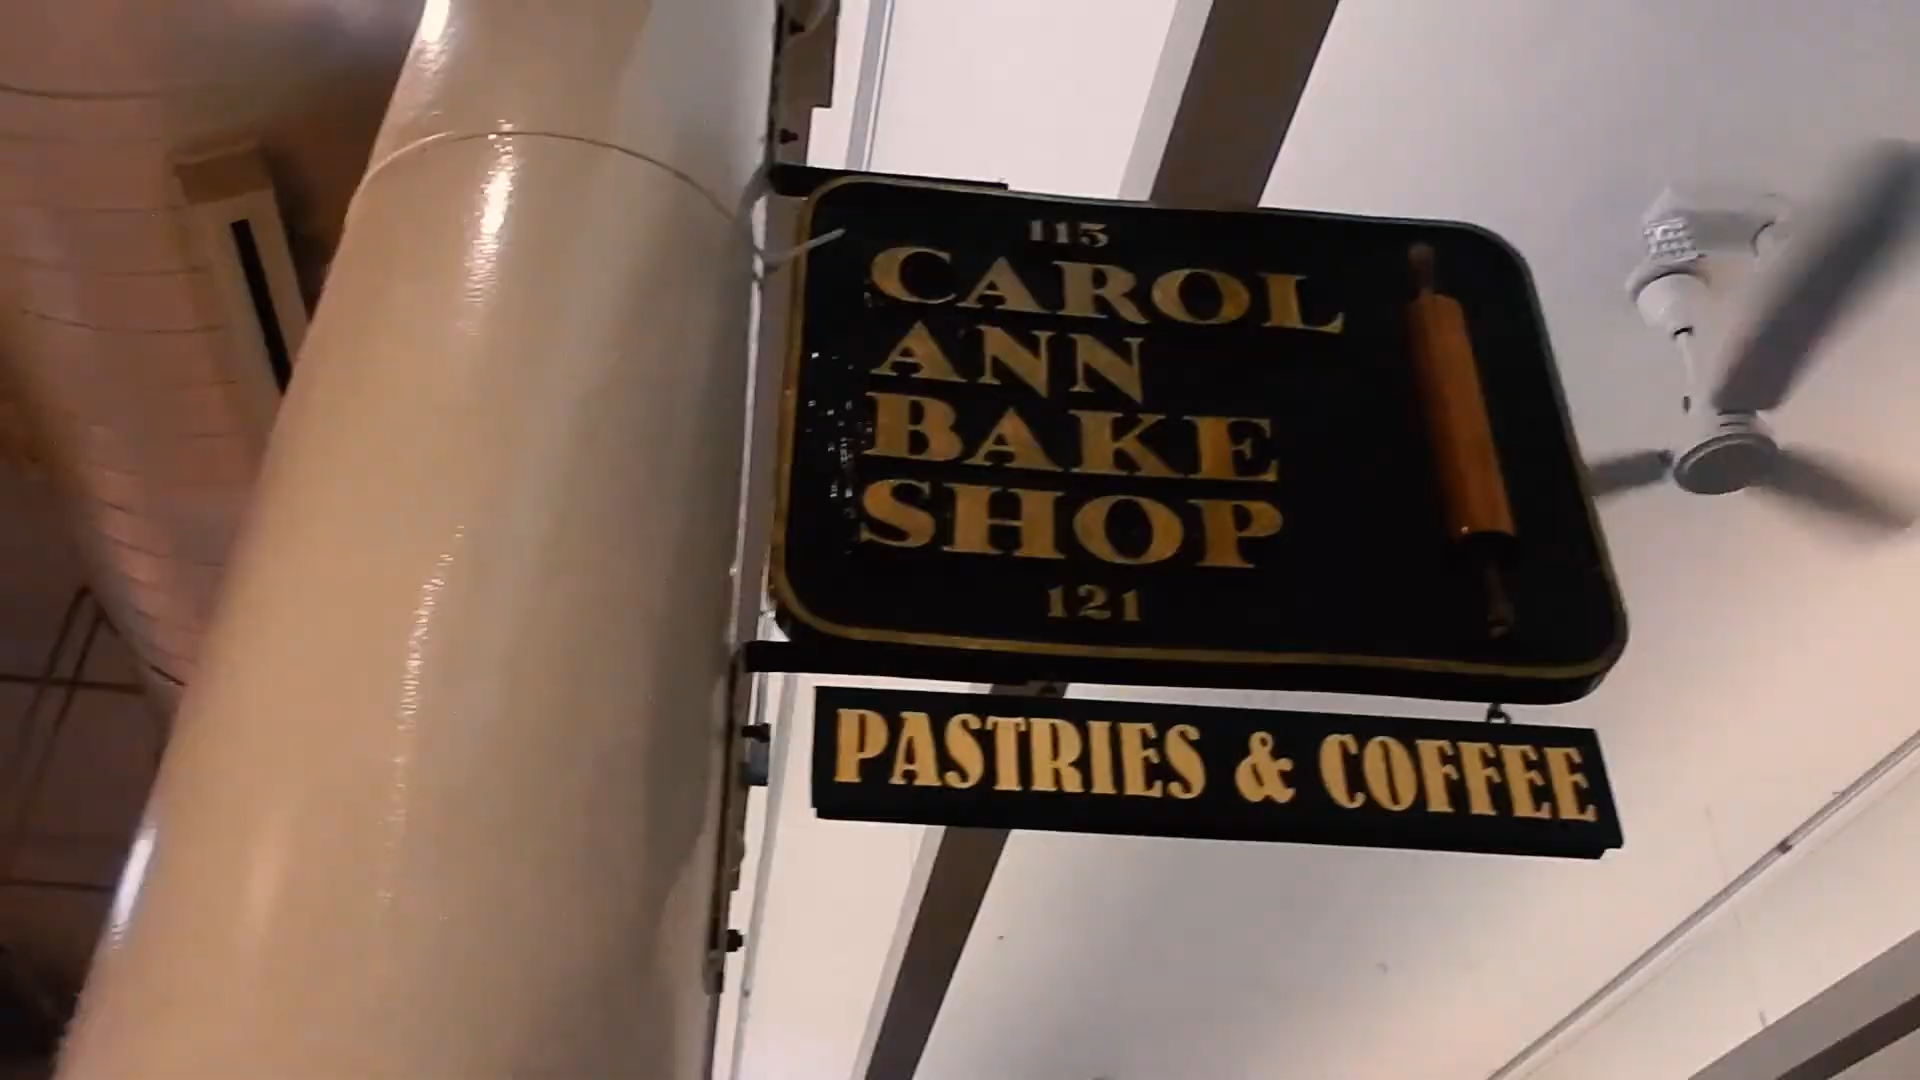 115
CAROL
ANN
BAKE
SHOP
121
PASTRIES & COFFEE